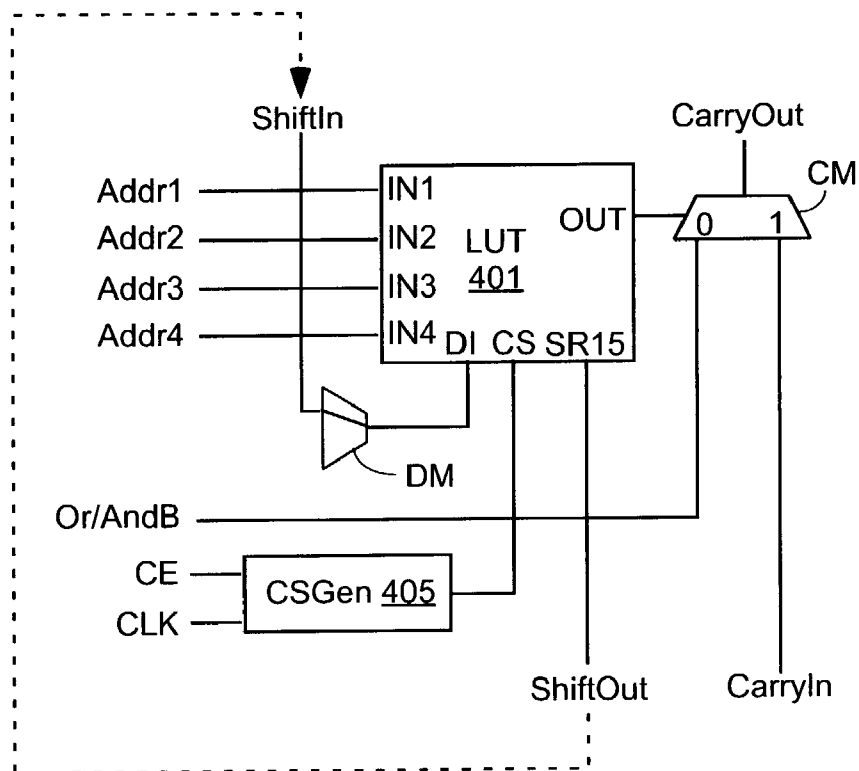 ShiftIn
CarryOut
CM
Addr1
IN1
Addr2
IN2
Addr3
IN3
Addr4
IN4
LUT
401
OUT
0 1
DI CS SR15
DM
Or/AndB
CE
CLK
CSGen 405
ShiftOut
CarryIn